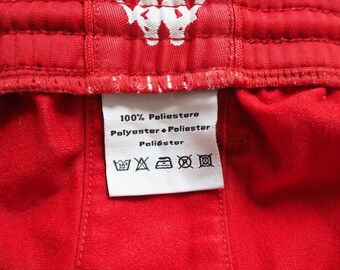 100% Poliestere
Polyester • Poliester
Poliéster